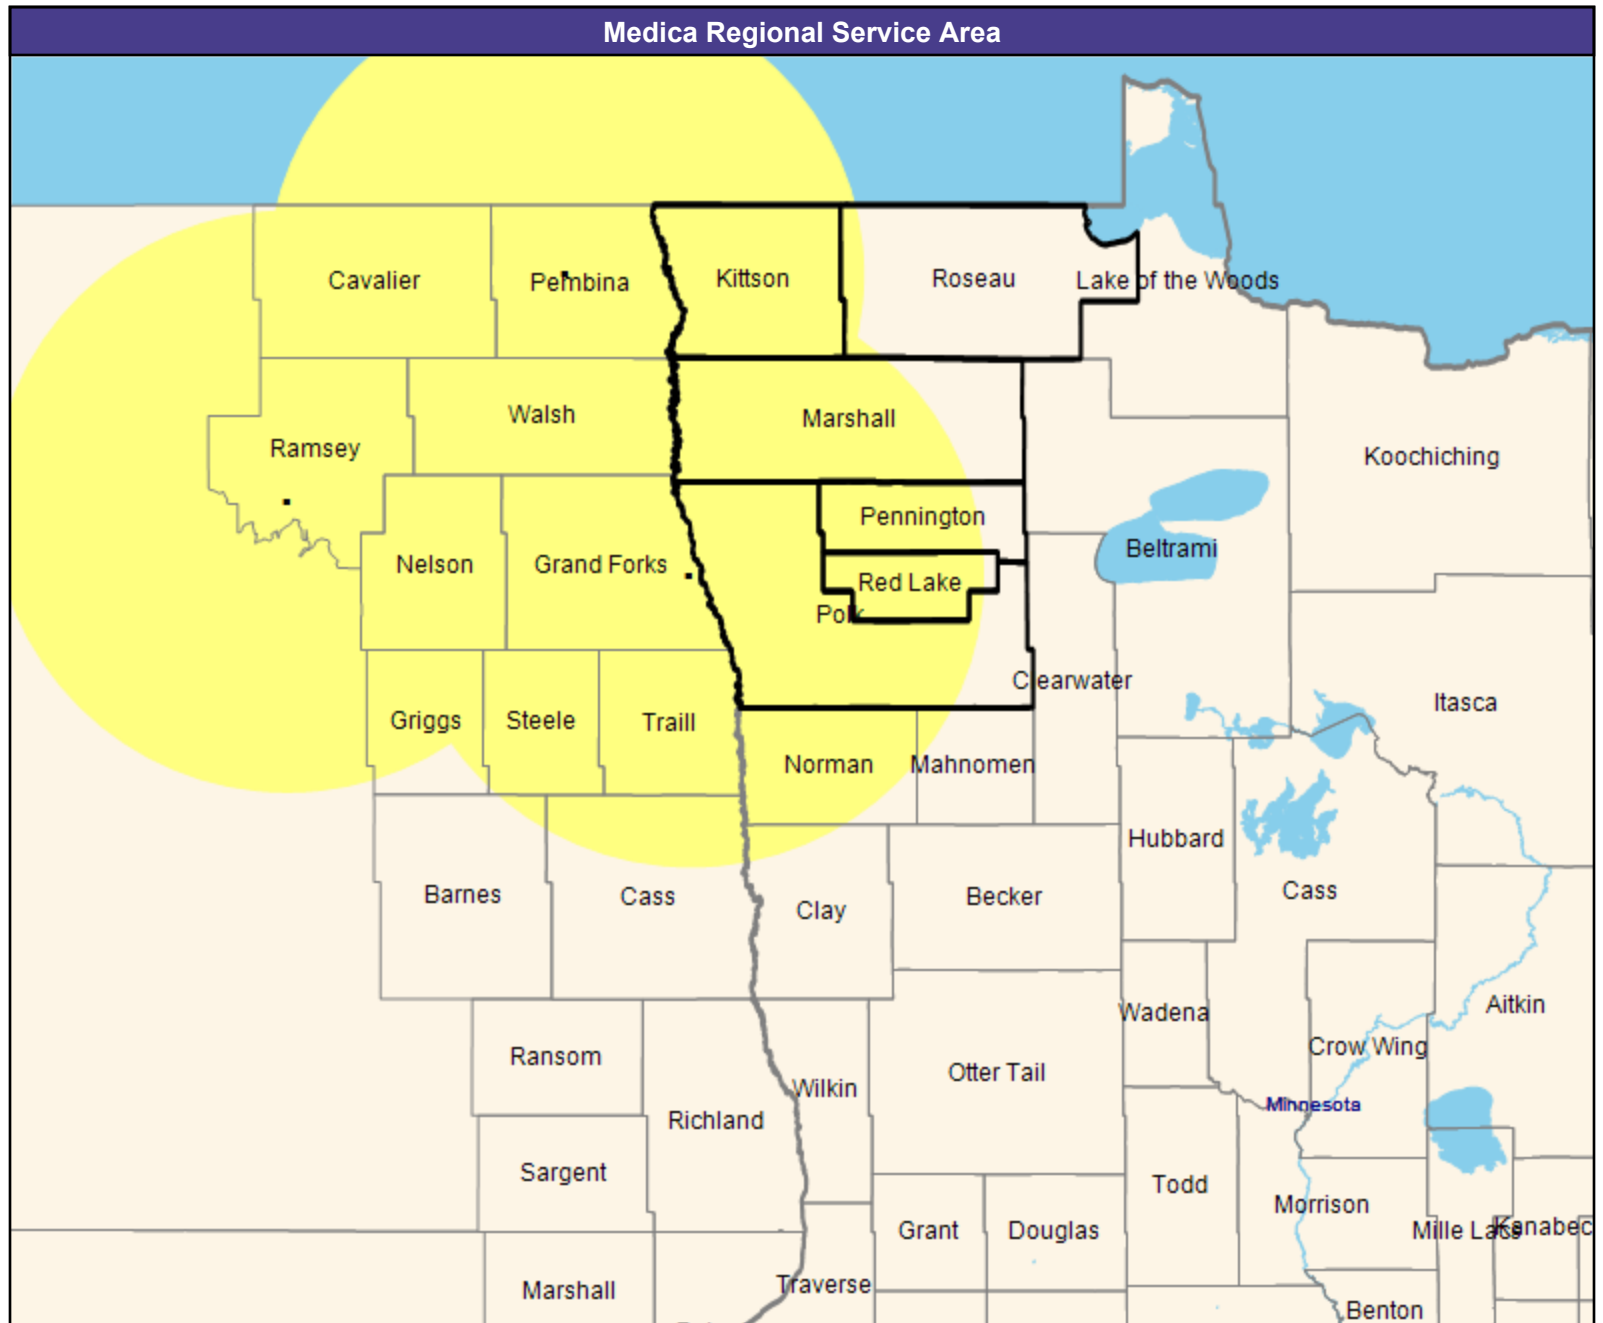 Medica Regional Service Area
Cavalier
Pembina
Kittson
Roseau
Lake of the Woods
Walsh
Marshall
Ramsey
Koochiching
Pennington
Nelson
Grand Forks
Beltrami
Red Lake
Polk
Clearwater
Itasca
Griggs
Steele
Traill
Norman
Mahnomen
Hubbard
Barnes
Cass
Clay
Becker
Cass
Wadena
Aitkin
Ransom
Crow Wing
Otter Tail
Wilkin
Minnesota
Richland
Sargent
Todd
Morrison
Grant
Douglas
Mille Lacs
Kanabec
Marshall
Traverse
Benton